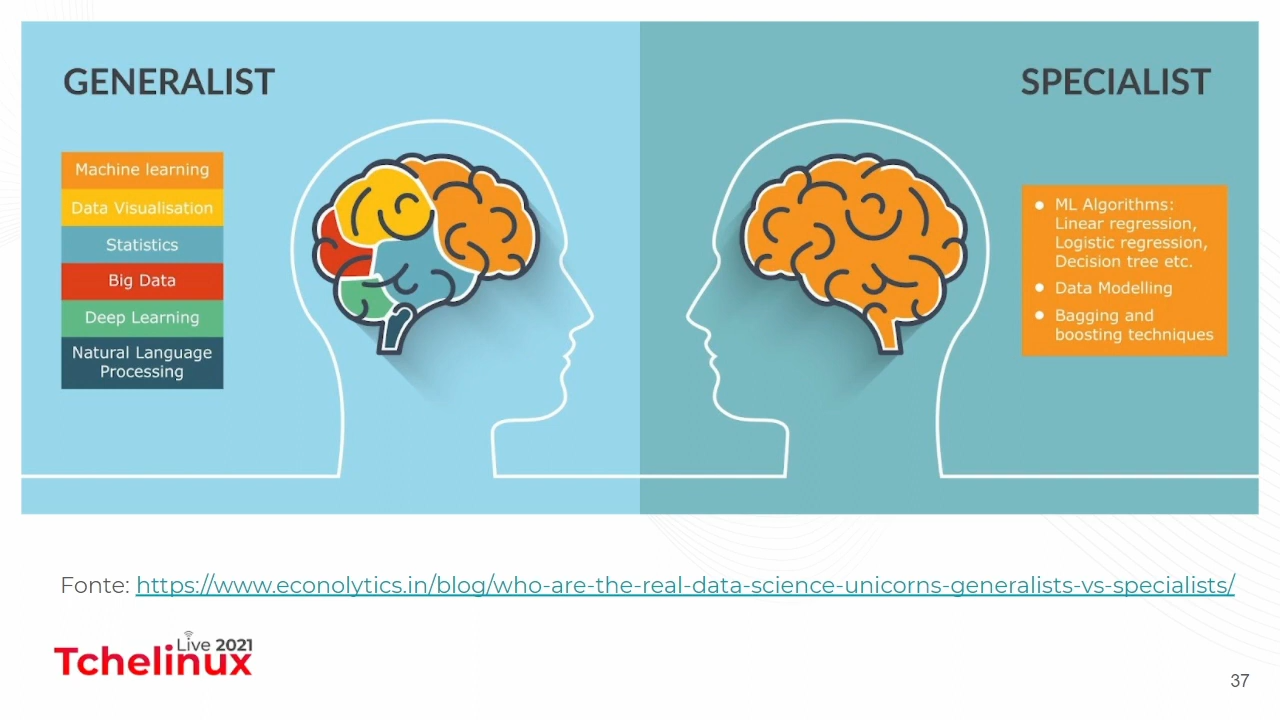 GENERALIST
Machine learning
Data Visualisation
Statistics
Big Data
Deep Learning
Natural Language
Processing
SPECIALIST
● ML Algorithms:
Linear regression,
Logistic regression,
Decision tree etc.
● Data Modelling
● Bagging and
boosting techniques
Fonte: https://www.econolytics.in/blog/who-are-the-real-data-science-unicorns-generalists-vs-specialists/
Live 2021
Tchelinux
37